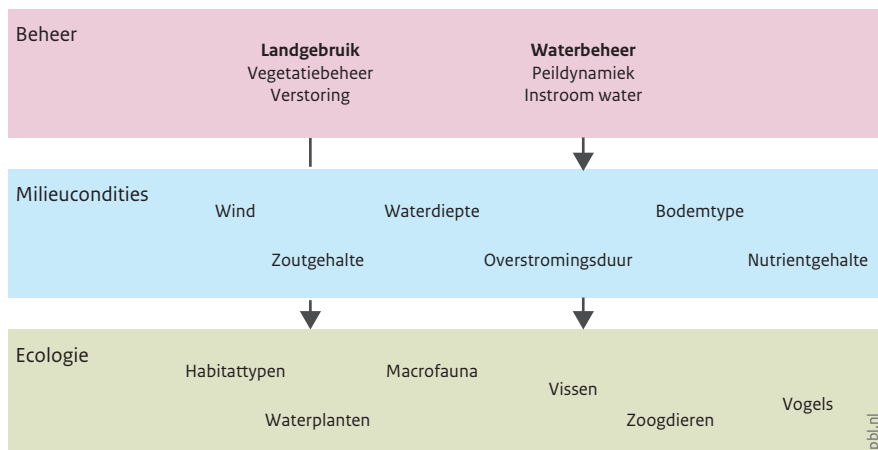 Beheer
Landgebruik
Vegetatiebeheer
Verstoring
Waterbeheer
Peildynamiek
Instroom water
Milieucondities
Wind
Waterdiepte
Bodemtype
Zoutgehalte
Overstromingsduur
Nutrientgehalte
Ecologie
Habitattypen
Macrofauna
Vissen
Vogels
Waterplanten
Zoogdieren
pbl.nl